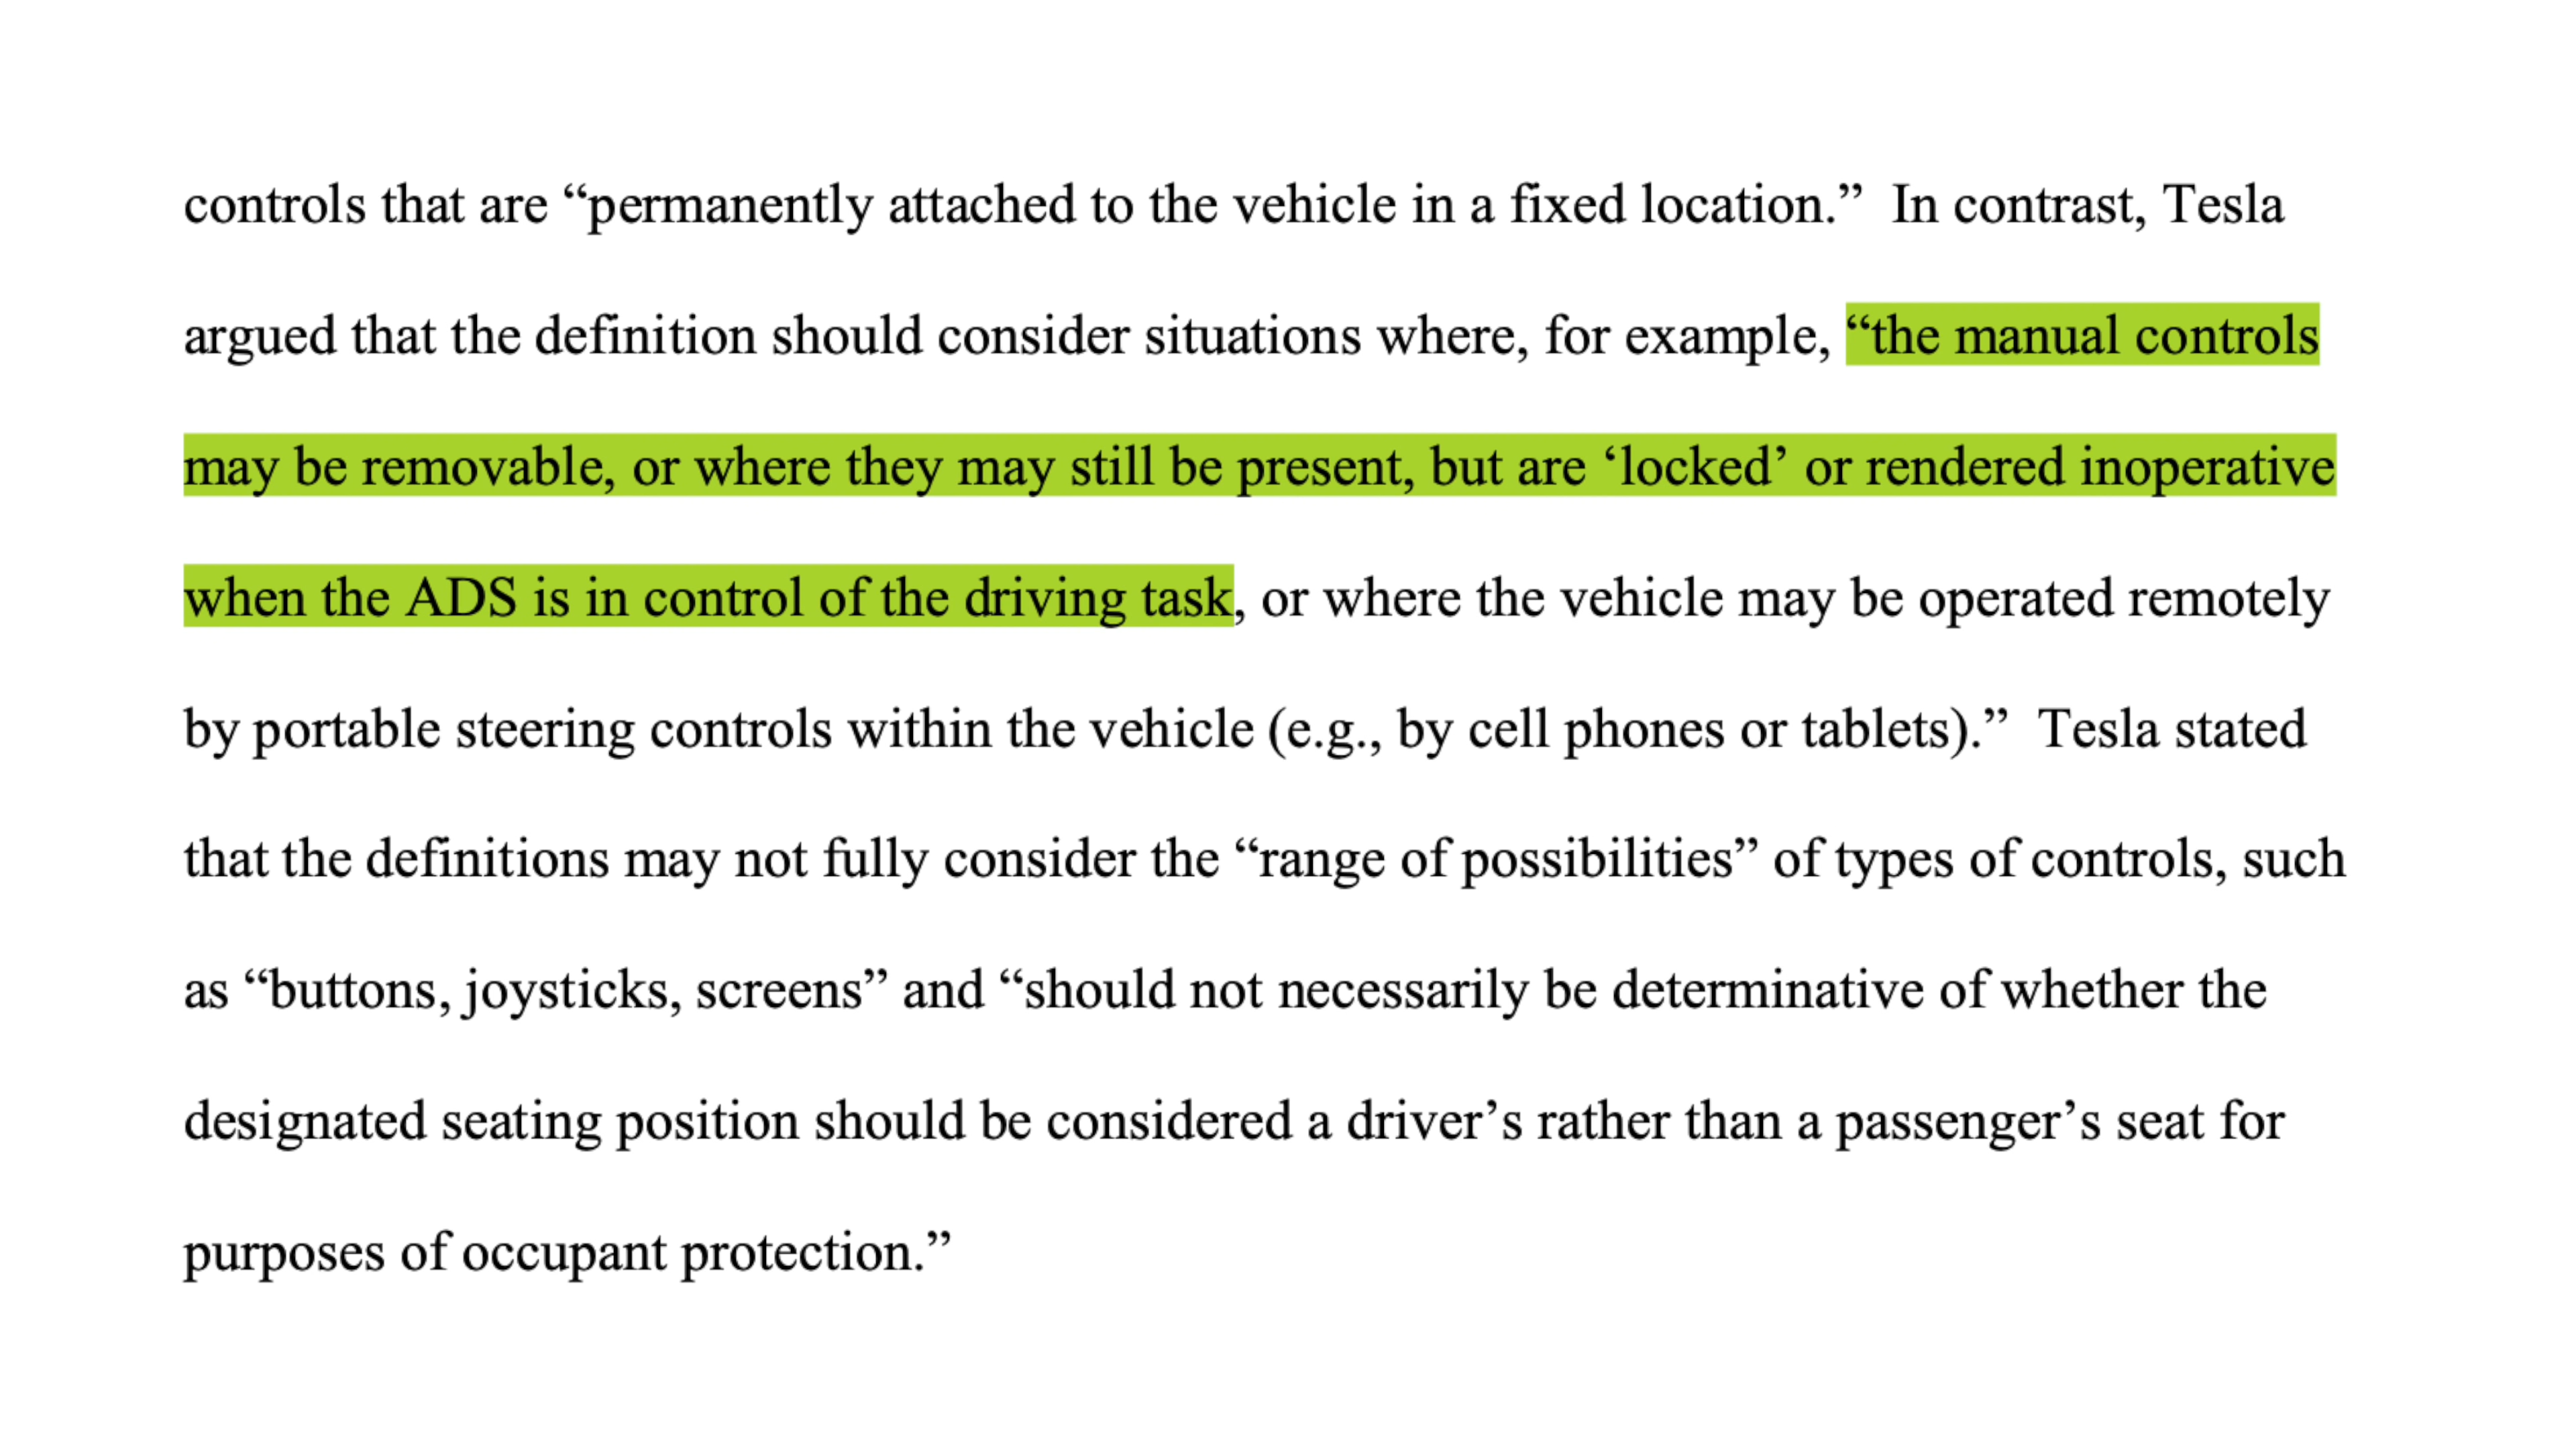 controls that are “permanently attached to the vehicle in a fixed location.”  In contrast, Tesla
argued that the definition should consider situations where, for example, “the manual controls
may be removable, or where they may still be present, but are ‘locked’ or rendered inoperative
when the ADS is in control of the driving task, or where the vehicle may be operated remotely
by portable steering controls within the vehicle (e.g., by cell phones or tablets).”  Tesla stated
that the definitions may not fully consider the “range of possibilities” of types of controls, such
as “buttons, joysticks, screens” and “should not necessarily be determinative of whether the
designated seating position should be considered a driver’s rather than a passenger’s seat for
purposes of occupant protection.”